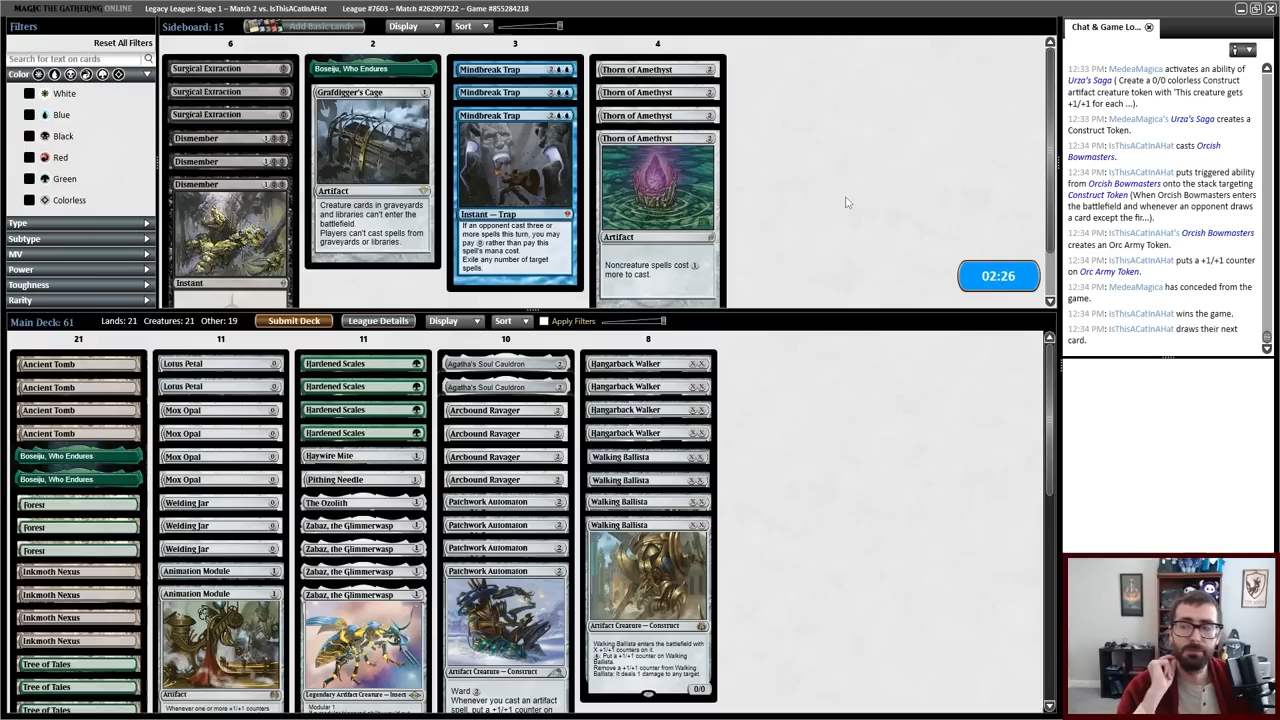 MAGIC THE GATHERING ONLINE
Legacy League: Stage 1 – Match 2 vs. IsThisACatInAHat
League #7603 – Match #262997522 – Game #855284218
Filters
Reset All Filters
Search for text on cards
Color
White
Blue
Black
Red
Green
Colorless
Type
Subtype
MV
Power
Toughness
Rarity
Sideboard: 15
Add Basic Lands
Display
Sort
6
2
3
4
Surgical Extraction
Surgical Extraction
Surgical Extraction
Dismember
Dismember
Dismember
Instant
Boseiju, Who Endures
Grafdigger's Cage
Artifact
Creature cards in graveyards
and libraries can't enter the
battlefield.
Players can't cast spells from
graveyards or libraries.
Mindbreak Trap
Mindbreak Trap
Mindbreak Trap
Instant — Trap
If an opponent cast three or
more spells this turn, you may
pay 0 rather than pay this
spell's mana cost.
Exile any number of target
spells.
Thorn of Amethyst
Thorn of Amethyst
Thorn of Amethyst
Thorn of Amethyst
Artifact
Noncreature spells cost 1
more to cast.
02:26
Main Deck: 61
Lands: 21 Creatures: 21 Other: 19
Submit Deck
League Details
Display
Sort
Apply Filters
21
11
11
10
8
Ancient Tomb
Ancient Tomb
Ancient Tomb
Ancient Tomb
Boseiju, Who Endures
Boseiju, Who Endures
Forest
Forest
Forest
Inkmoth Nexus
Inkmoth Nexus
Inkmoth Nexus
Inkmoth Nexus
Tree of Tales
Tree of Tales
Tree of Tales
Lotus Petal
Lotus Petal
Mox Opal
Mox Opal
Mox Opal
Mox Opal
Welding Jar
Welding Jar
Welding Jar
Animation Module
Animation Module
Artifact
Whenever one or more +1/+1 counters
Hardened Scales
Hardened Scales
Hardened Scales
Hardened Scales
Haywire Mite
Pithing Needle
The Ozolith
Zabaz, the Glimmerwasp
Zabaz, the Glimmerwasp
Zabaz, the Glimmerwasp
Zabaz, the Glimmerwasp
Legendary Artifact Creature — Insect
Modular 1
Agatha's Soul Cauldron
Agatha's Soul Cauldron
Arcbound Ravager
Arcbound Ravager
Arcbound Ravager
Arcbound Ravager
Patchwork Automaton
Patchwork Automaton
Patchwork Automaton
Patchwork Automaton
Artifact Creature — Construct
Ward 2
Whenever you cast an artifact
spell, put a +1/+1 counter on
Hangarback Walker
Hangarback Walker
Hangarback Walker
Hangarback Walker
Walking Ballista
Walking Ballista
Walking Ballista
Walking Ballista
Artifact Creature — Construct
Walking Ballista enters the battlefield with
X +1/+1 counters on it.
4: Put a +1/+1 counter on Walking
Ballista.
Remove a +1/+1 counter from Walking
Ballista: It deals 1 damage to any target.
0/0
Chat & Game Lo...
12:33 PM: MedeaMagica
activates an ability of
Urza's Saga ( Create a 0/0 colorless Construct
artifact creature token with 'This creature gets
+1/+1 for each ...).
12:33 PM: MedeaMagica's Urza's Saga creates a
Construct Token.
12:34 PM: IsThisACatInAHat casts Orcish
Bowmasters.
12:34 PM: IsThisACatInAHat puts triggered ability
from Orcish Bowmasters onto the stack targeting
Construct Token (When Orcish Bowmasters enters
the battlefield and whenever an opponent draws
a card except the fir...).
12:34 PM: IsThisACatInAHat's Orcish Bowmasters
creates an Orc Army Token.
12:34 PM: IsThisACatInAHat puts a +1/+1 counter
on Orc Army Token.
12:34 PM: MedeaMagica has conceded from the
game.
12:34 PM: IsThisACatInAHat wins the game.
12:34 PM: IsThisACatInAHat draws their next
card.